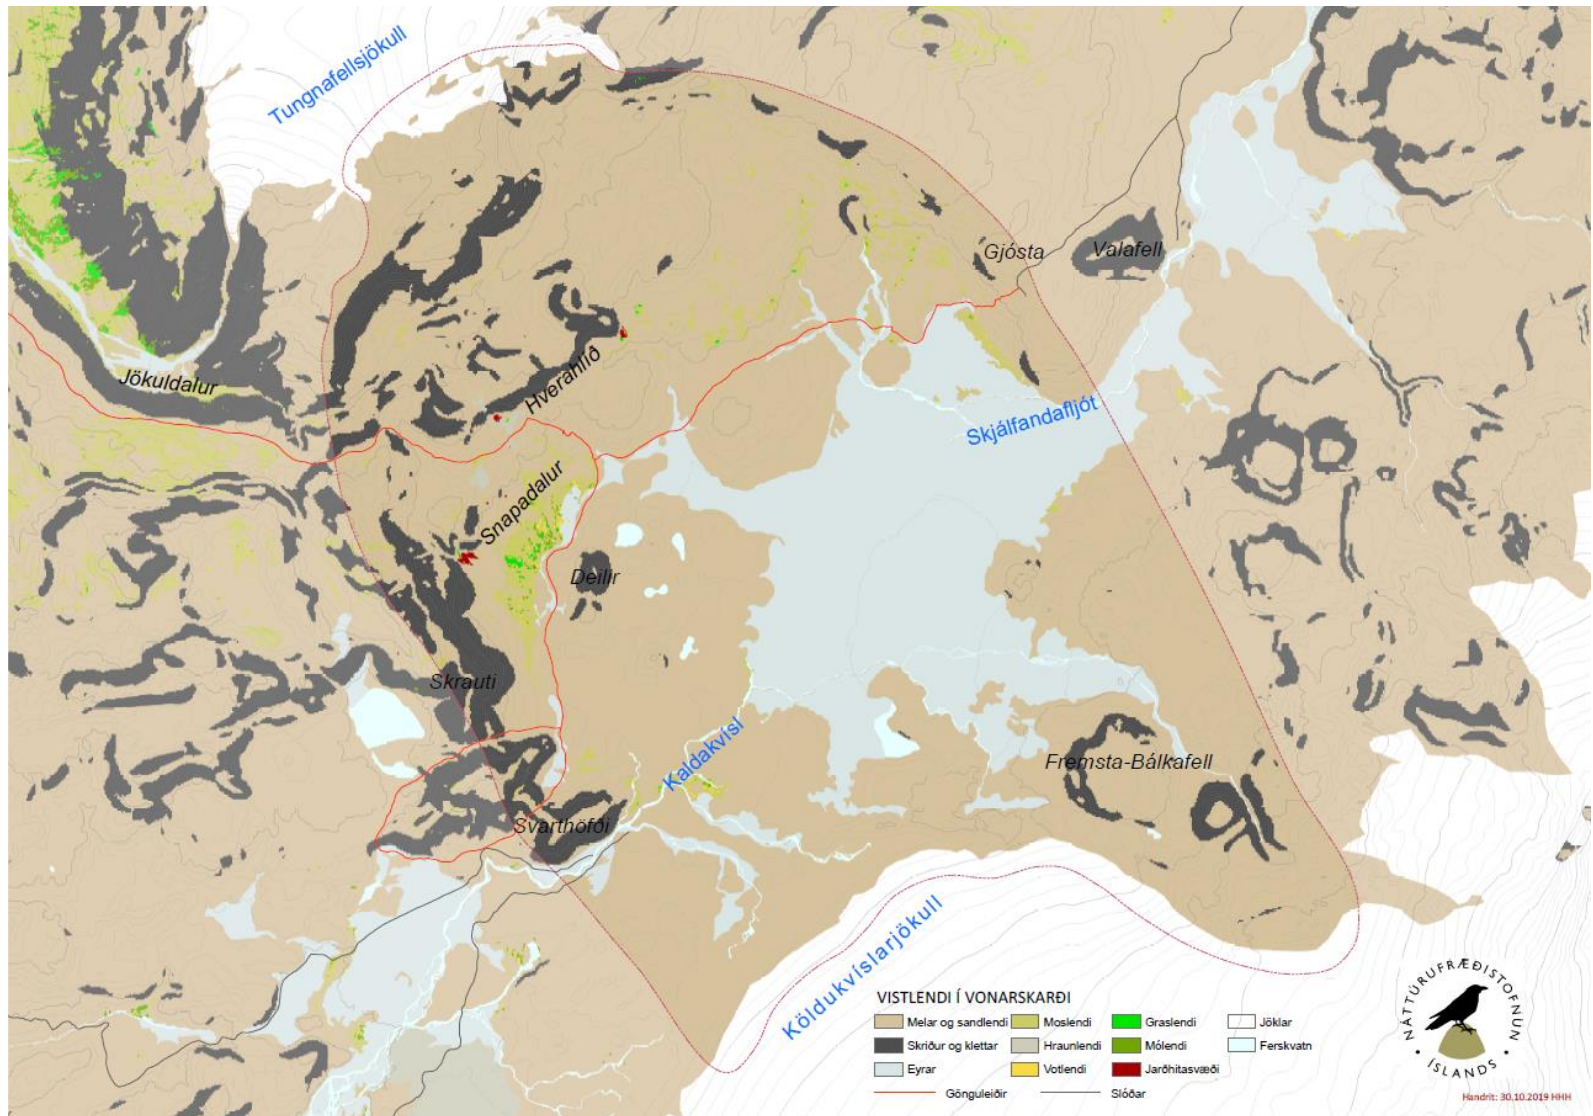 Tungnafellsjökull
Gjósta
Valafell
Jökuldalur
Hverahlíð
Skjálfandafljót
Snapadalur
Deilir
Skrauti
Kaldakvísl
Fremsta-Bálkafell
Svarthöfði
Köldukvíslarjökull
VISTLENDI Í VONARSKARÐI
Melar og sandlendi Moslendi Graslendi Jöklar
Skriður og klettar Hraunlendi Mólendi Ferskvatn
Eyrar Votlendi Jarðhitasvæði
Gönguleiðir Slóðar
NÁTTÚRUFRÆÐISTOFNUN
• ÍSLANDS •
Handrit: 30.10.2019 HHH